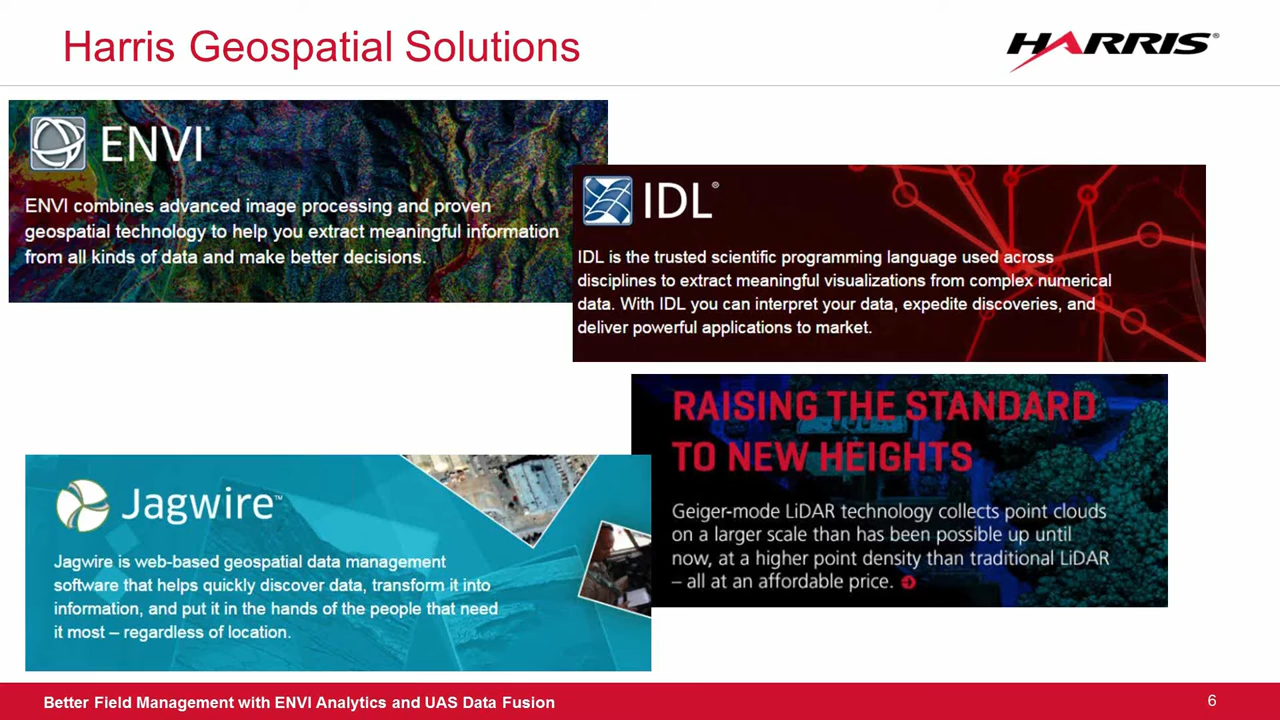 Harris Geospatial Solutions
HARRIS®
ENVI®
ENVI combines advanced image processing and proven
geospatial technology to help you extract meaningful information
from all kinds of data and make better decisions.
IDL®
IDL is the trusted scientific programming language used across
disciplines to extract meaningful visualizations from complex numerical
data. With IDL you can interpret your data, expedite discoveries, and
deliver powerful applications to market.
RAISING THE STANDARD
TO NEW HEIGHTS
Geiger-mode LiDAR technology collects point clouds
on a larger scale than has been possible up until
now, at a higher point density than traditional LiDAR
– all at an affordable price.
Jagwire™
Jagwire is web-based geospatial data management
software that helps quickly discover data, transform it into
information, and put it in the hands of the people that need
it most – regardless of location.
Better Field Management with ENVI Analytics and UAS Data Fusion
6